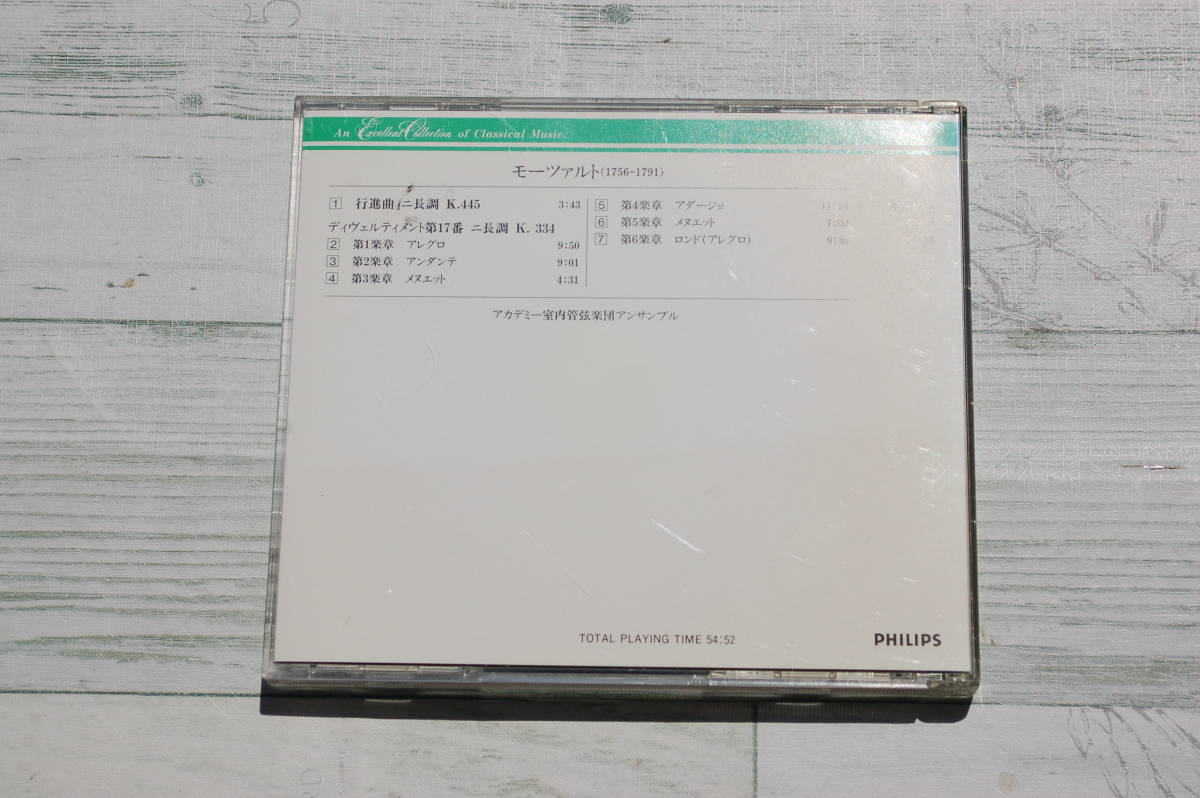 An Excellent Collection of Classical Music.
モーツァルト(1756-1791)
1 行進曲 ニ長調 K.445 3:43
ディヴェルティメント第17番 ニ長調 K. 334
2 第1楽章 アレグロ 9:50
3 第2楽章 アンダンテ 9:01
4 第3楽章 メヌエット 4:31
5 第4楽章 アダージョ
6 第5楽章 メヌエット
7 第6楽章 ロンド(アレグロ)
アカデミー室内管弦楽団アンサンブル
TOTAL PLAYING TIME 54:52
PHILIPS